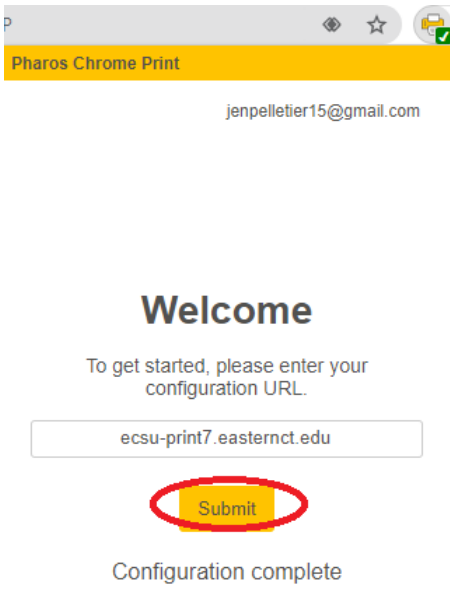 P
Pharos Chrome Print
jenpelletier15@gmail.com
Welcome
To get started, please enter your
configuration URL.
ecsu-print7.easternct.edu
Submit
Configuration complete